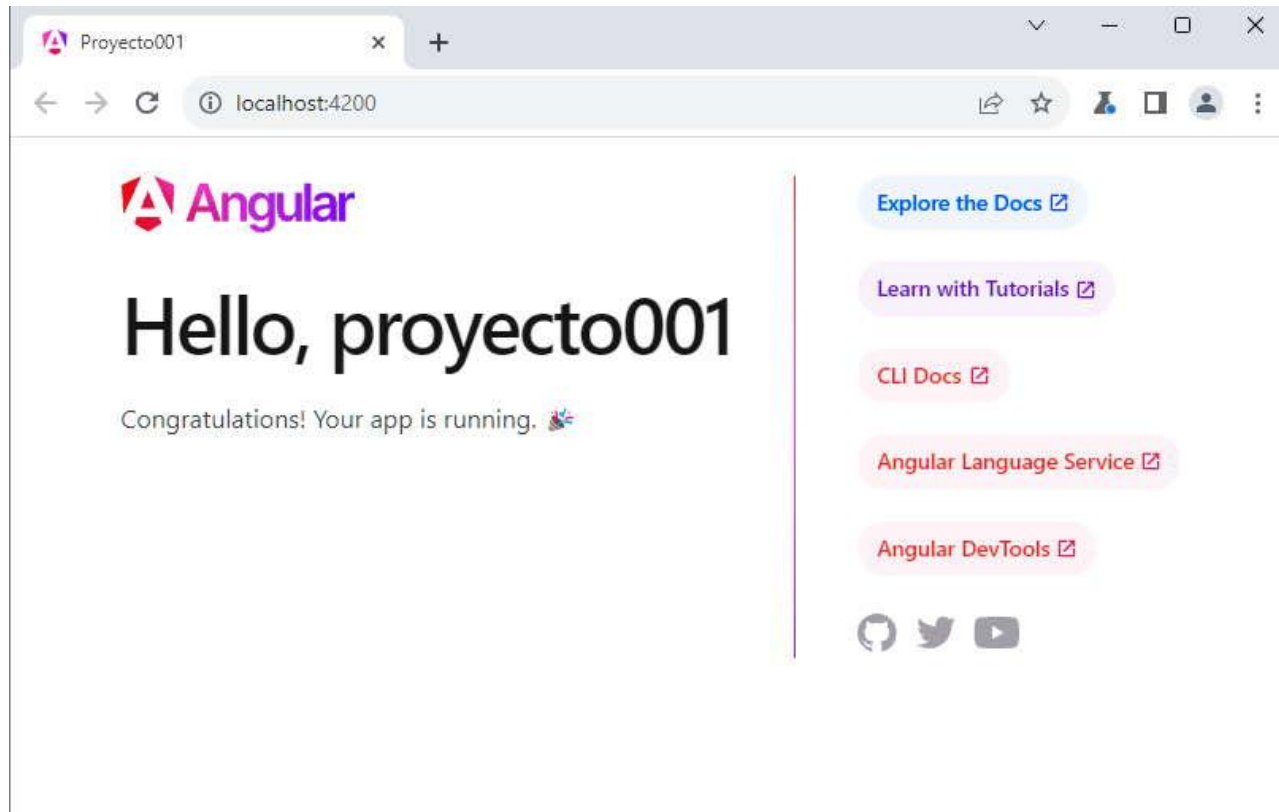 Proyecto001
localhost:4200
Angular
Hello, proyecto001
Congratulations! Your app is running. 🎉
Explore the Docs
Learn with Tutorials
CLI Docs
Angular Language Service
Angular DevTools